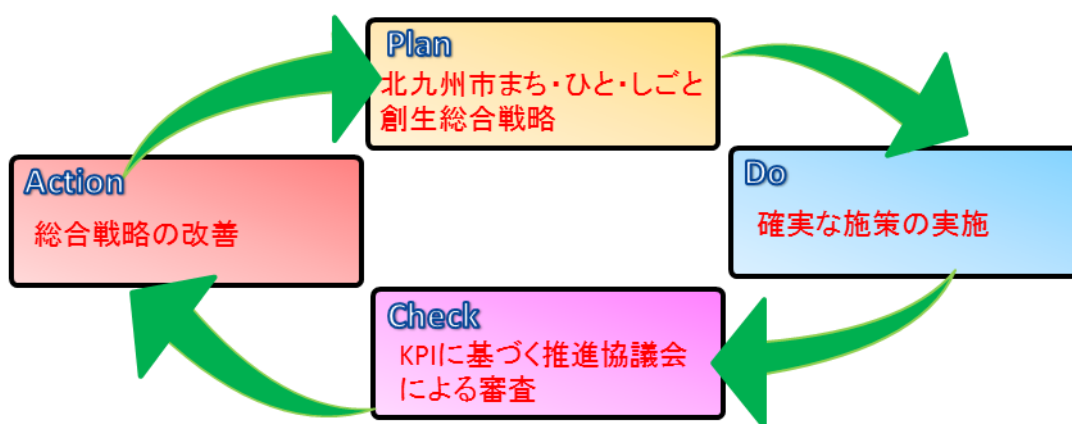 Plan
北九州市まち・ひと・しごと
創生総合戦略
Do
確実な施策の実施
Check
KPIに基づく推進協議会
による審査
Action
総合戦略の改善